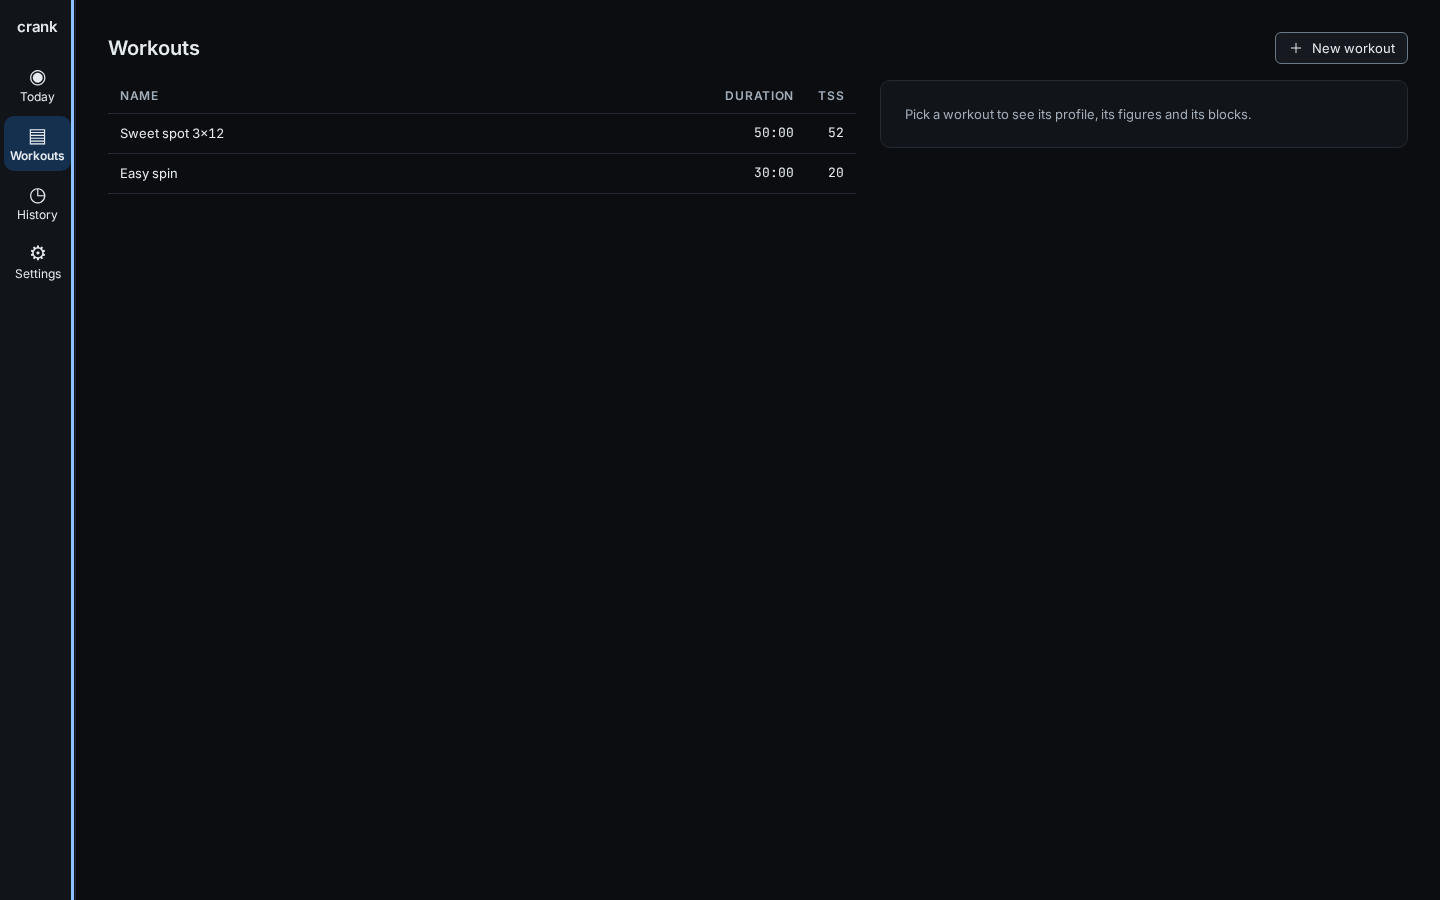 crank
Today
Workouts
History
Settings
Workouts
New workout
NAME DURATION TSS
Sweet spot 3×12 50:00 52
Easy spin 30:00 20
Pick a workout to see its profile, its figures and its blocks.